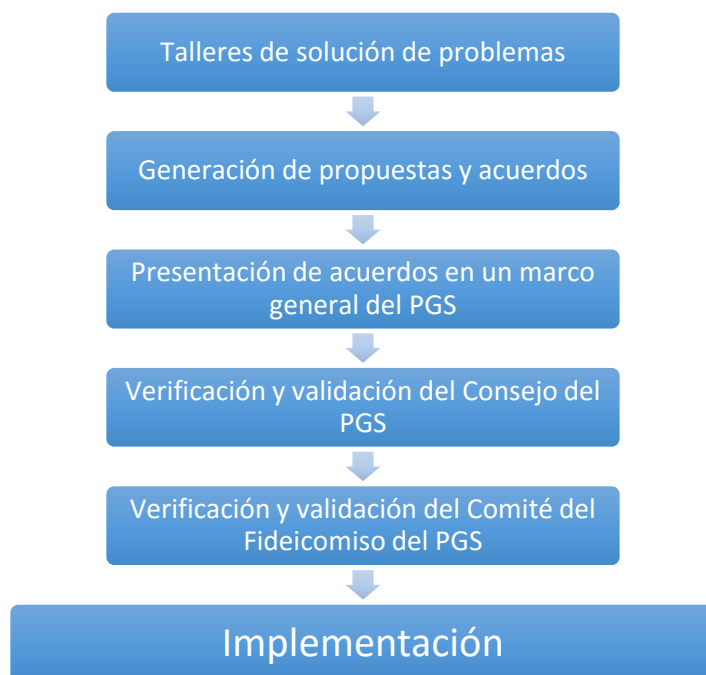 Talleres de solución de problemas
Generación de propuestas y acuerdos
Presentación de acuerdos en un marco
general del PGS
Verificación y validación del Consejo del
PGS
Verificación y validación del Comité del
Fideicomiso del PGS
Implementación